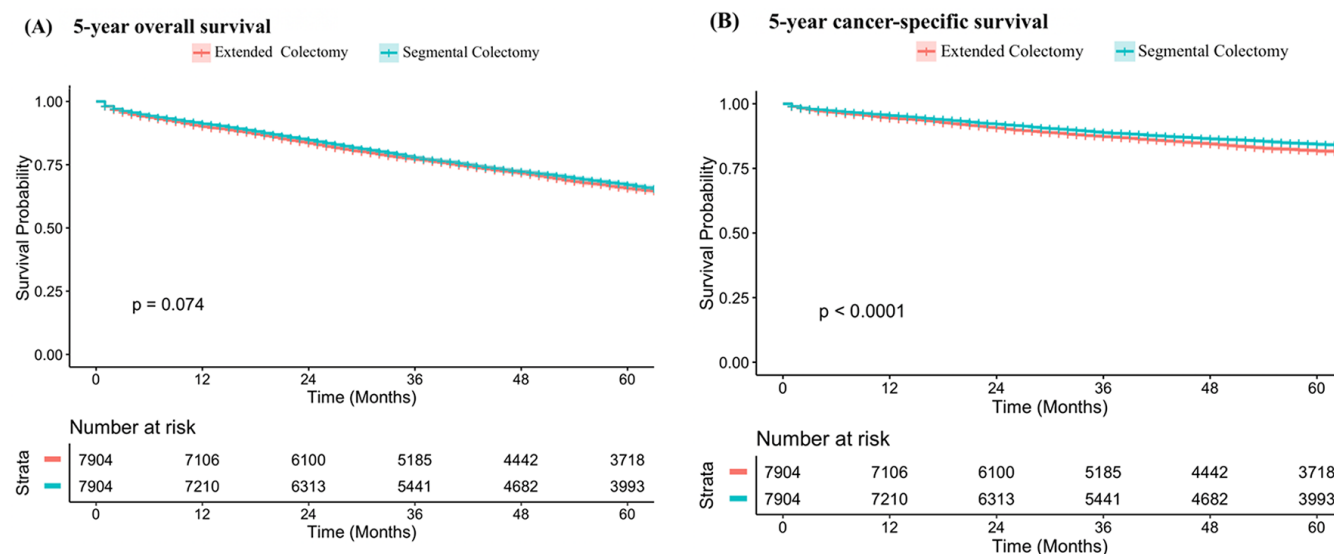 (A) 5-year overall survival
Extended Colectomy Segmental Colectomy
Survival Probability
1.00
0.75
0.50
0.25
0.00
p = 0.074
0 12 24 36 48 60
Time (Months)
Number at risk
Strata
7904 7106 6100 5185 4442 3718
7904 7210 6313 5441 4682 3993
0 12 24 36 48 60
Time (Months)
(B) 5-year cancer-specific survival
Extended Colectomy Segmental Colectomy
Survival Probability
1.00
0.75
0.50
0.25
0.00
p < 0.0001
0 12 24 36 48 60
Time (Months)
Number at risk
Strata
7904 7106 6100 5185 4442 3718
7904 7210 6313 5441 4682 3993
0 12 24 36 48 60
Time (Months)